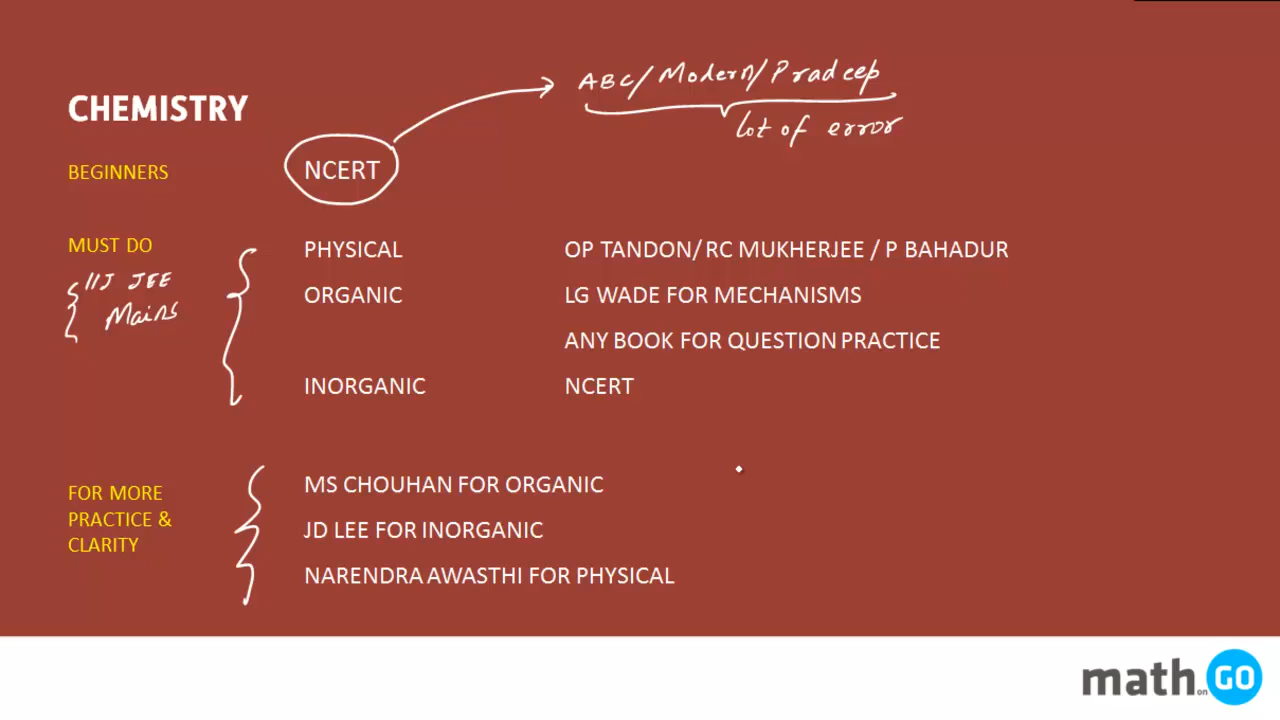 ABC/Modern/Pradeep
lot of error
CHEMISTRY
BEGINNERS
NCERT
MUST DO
IIJ JEE
Mains
PHYSICAL
OP TANDON/ RC MUKHERJEE / P BAHADUR
ORGANIC
LG WADE FOR MECHANISMS
ANY BOOK FOR QUESTION PRACTICE
INORGANIC
NCERT
FOR MORE
PRACTICE &
CLARITY
MS CHOUHAN FOR ORGANIC
JD LEE FOR INORGANIC
NARENDRA AWASTHI FOR PHYSICAL
math on GO